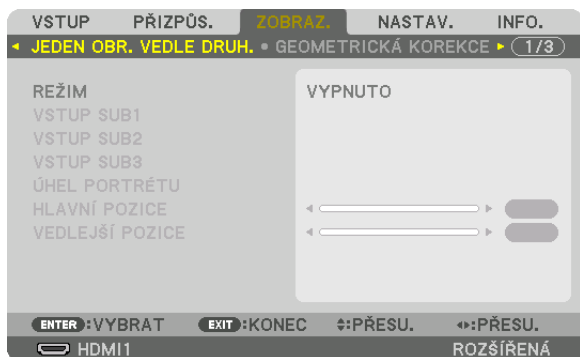 VSTUP PŘIZPŮS. ZOBRAZ. NASTAV. INFO.
JEDEN OBR. VEDLE DRUH. • GEOMETRICKÁ KOREKCE 1/3
REŽIM VYPNUTO
VSTUP SUB1
VSTUP SUB2
VSTUP SUB3
ÚHEL PORTRÉTU
HLAVNÍ POZICE
VEDLEJŠÍ POZICE
ENTER :VYBRAT EXIT :KONEC :PŘESU. :PŘESU.
HDMI1 ROZŠÍŘENÁ